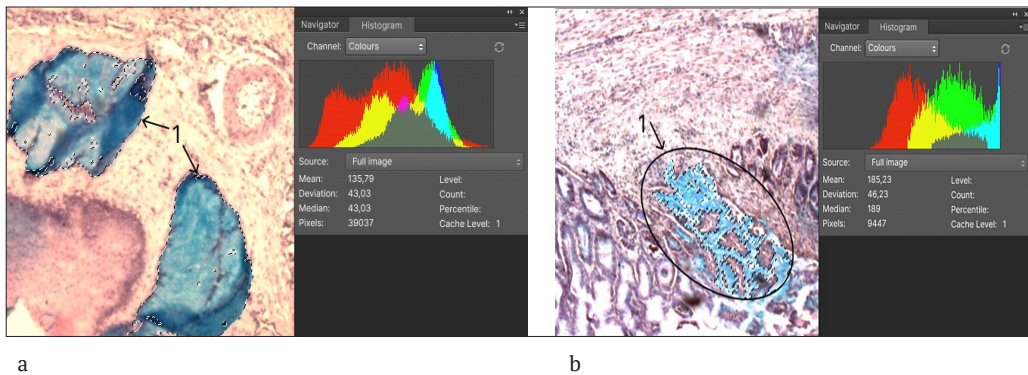 Navigator Histogram
Channel: Colours
Source: Full image
Mean: 135,79 Level:
Deviation: 43,03 Count:
Median: 43,03 Percentile:
Pixels: 39037 Cache Level: 1
1
a
Navigator Histogram
Channel: Colours
Source: Full image
Mean: 185,23 Level:
Deviation: 46,23 Count:
Median: 189 Percentile:
Pixels: 9447 Cache Level: 1
1
b